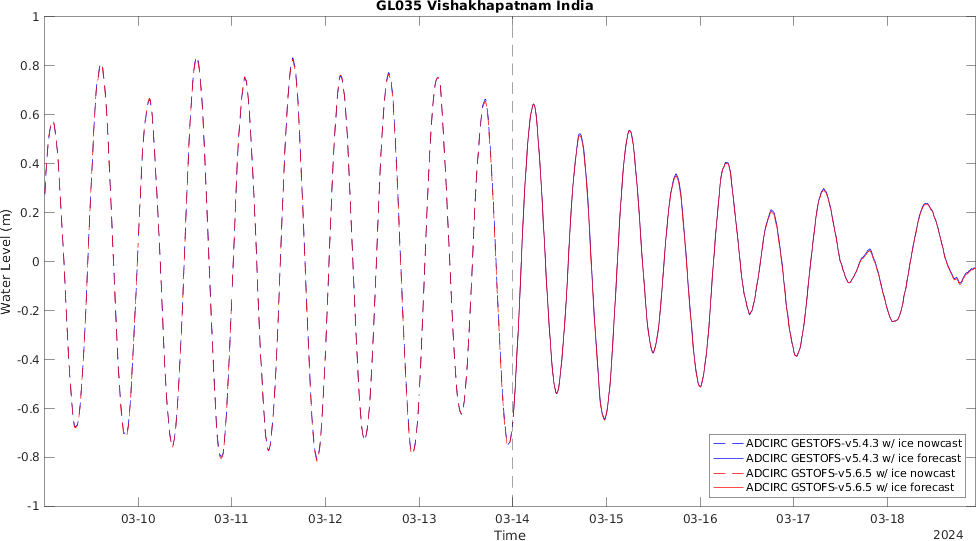 GL035 Vishakhapatnam India
1
0.8
0.6
0.4
0.2
0
-0.2
-0.4
-0.6
-0.8
-1
Water Level (m)
03-10 03-11 03-12 03-13 03-14 03-15 03-16 03-17 03-18
Time
2024
ADCIRC GESTOFS-v5.4.3 w/ ice nowcast
ADCIRC GESTOFS-v5.4.3 w/ ice forecast
ADCIRC GSTOFS-v5.6.5 w/ ice nowcast
ADCIRC GSTOFS-v5.6.5 w/ ice forecast